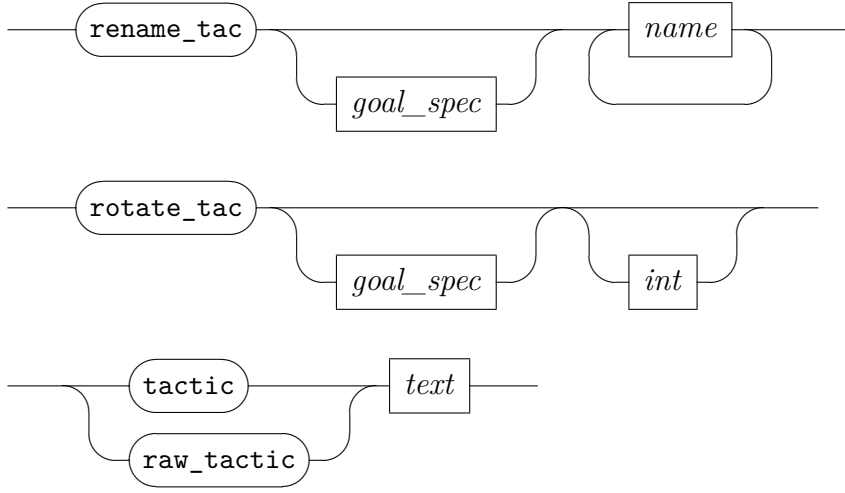 rename_tac name
goal_spec
rotate_tac
goal_spec int
tactic text
raw_tactic